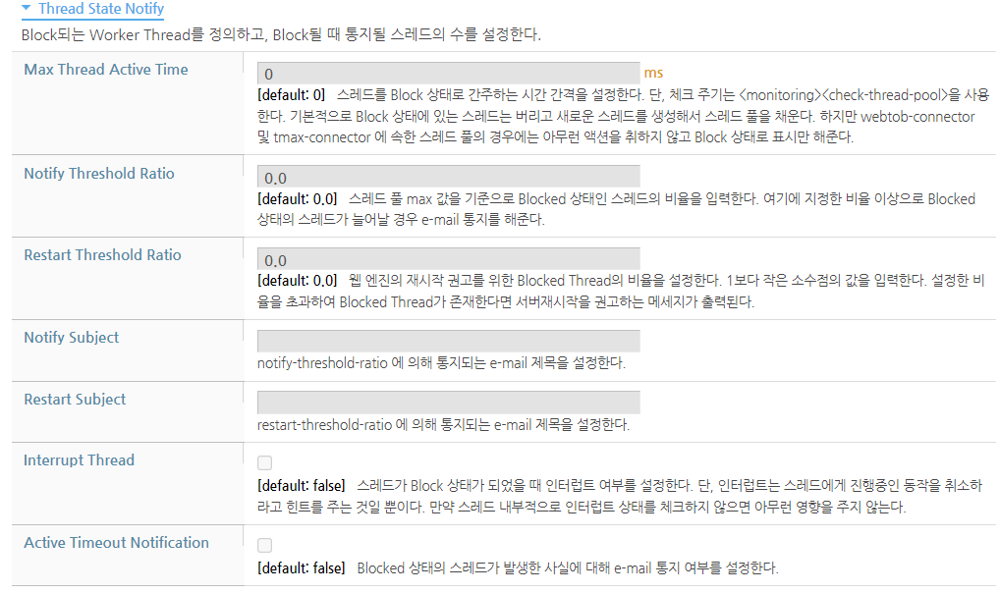 Thread State Notify
Block되는 Worker Thread를 정의하고, Block될 때 통지될 스레드의 수를 설정한다.
Max Thread Active Time
0 ms
[default: 0] 스레드를 Block 상태로 간주하는 시간 간격을 설정한다. 단, 체크 주기는 <monitoring><check-thread-pool>을 사용
한다. 기본적으로 Block 상태에 있는 스레드는 버리고 새로운 스레드를 생성해서 스레드 풀을 채운다. 하지만 webtob-connector
및 tmax-connector 에 속한 스레드 풀의 경우에는 아무런 액션을 취하지 않고 Block 상태로 표시만 해준다.
Notify Threshold Ratio
0.0
[default: 0.0] 스레드 풀 max 값을 기준으로 Blocked 상태인 스레드의 비율을 입력한다. 여기에 지정한 비율 이상으로 Blocked
상태의 스레드가 늘어날 경우 e-mail 통지를 해준다.
Restart Threshold Ratio
0.0
[default: 0.0] 웹 엔진의 재시작 권고를 위한 Blocked Thread의 비율을 설정한다. 1보다 작은 소수점의 값을 입력한다. 설정한 비
율을 초과하여 Blocked Thread가 존재한다면 서버재시작을 권고하는 메세지가 출력된다.
Notify Subject
notify-threshold-ratio 에 의해 통지되는 e-mail 제목을 설정한다.
Restart Subject
restart-threshold-ratio 에 의해 통지되는 e-mail 제목을 설정한다.
Interrupt Thread
[default: false] 스레드가 Block 상태가 되었을 때 인터럽트 여부를 설정한다. 단, 인터럽트는 스레드에게 진행중인 동작을 취소하
라고 힌트를 주는 것일 뿐이다. 만약 스레드 내부적으로 인터럽트 상태를 체크하지 않으면 아무런 영향을 주지 않는다.
Active Timeout Notification
[default: false] Blocked 상태의 스레드가 발생한 사실에 대해 e-mail 통지 여부를 설정한다.